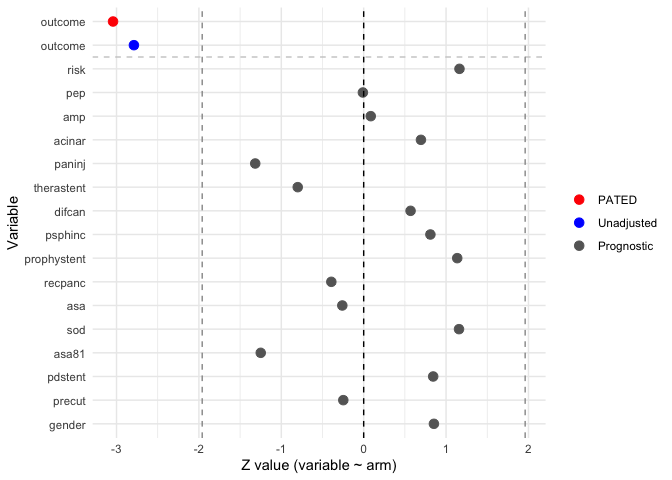 outcome
outcome
risk
pep
amp
acinar
paninj
therastent
difcan
psphinc
prophystent
recpanc
asa
sod
asa81
pdstent
precut
gender
Variable
-3 -2 -1 0 1 2
Z value (variable ~ arm)
PATED
Unadjusted
Prognostic